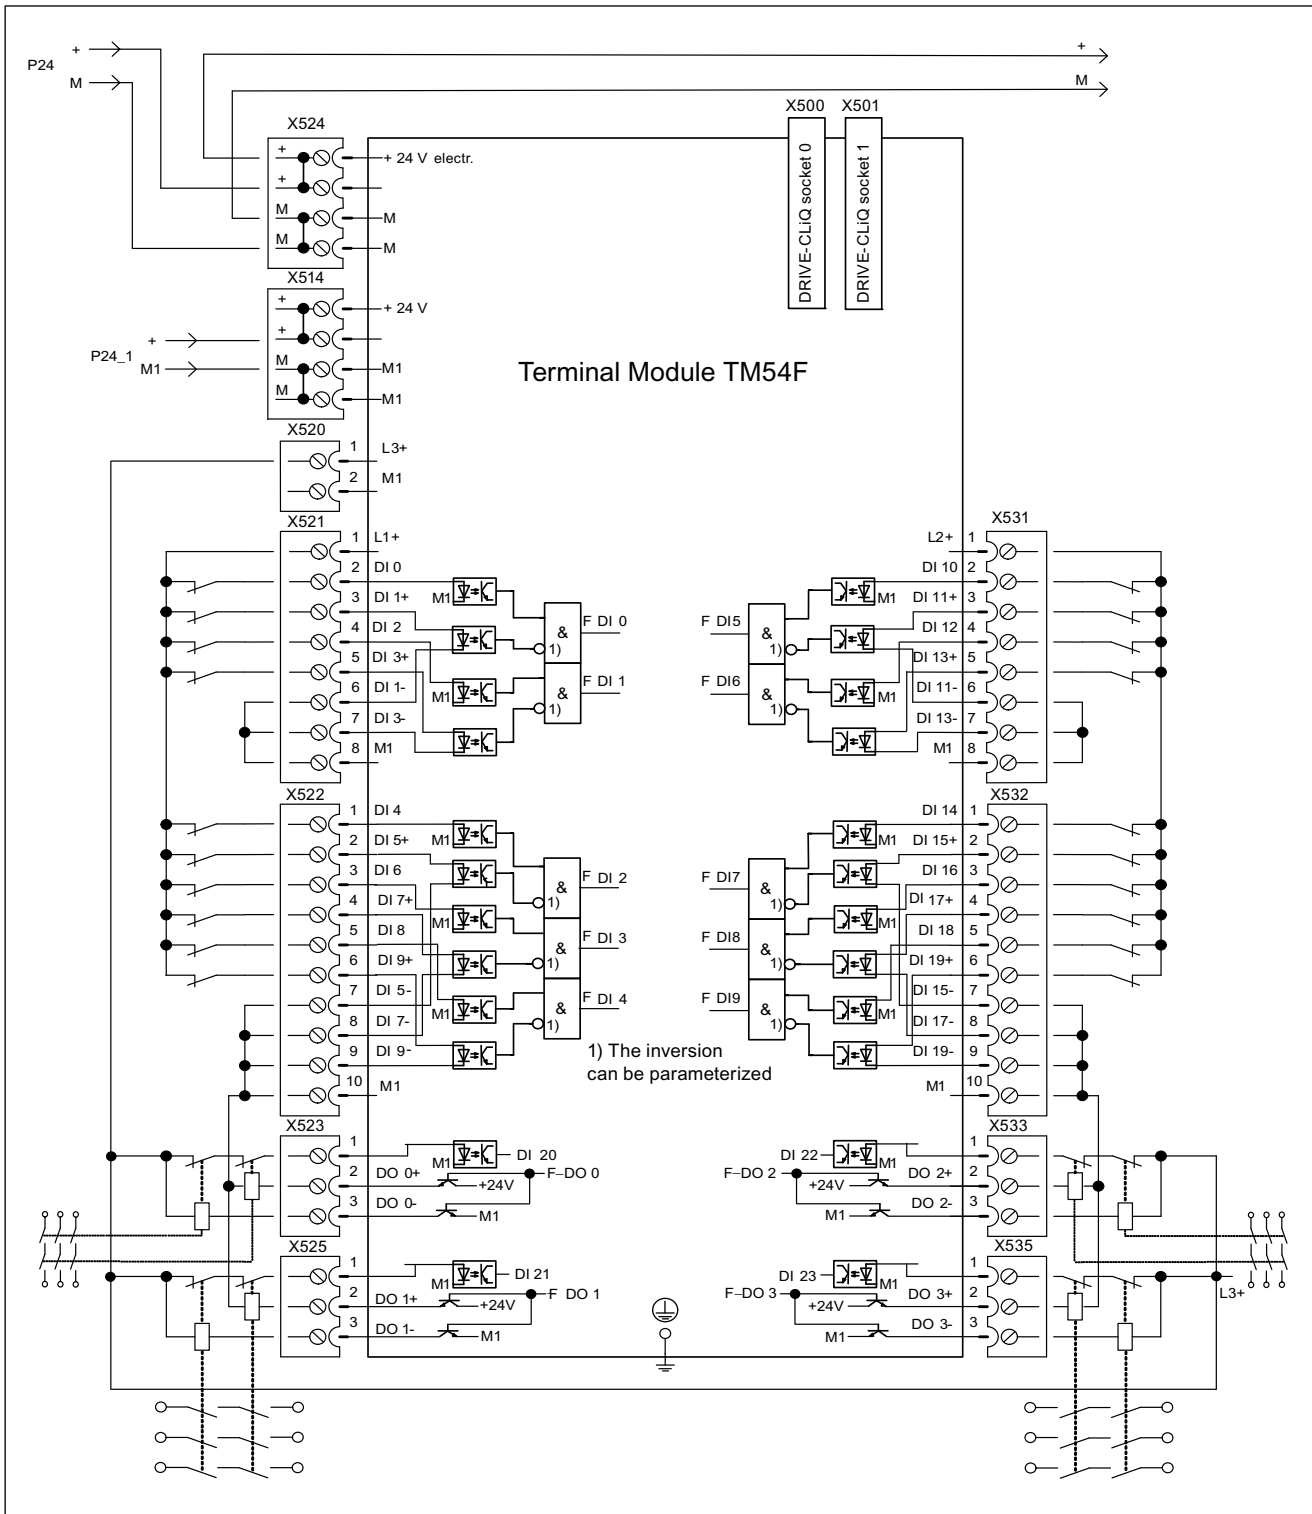 +
P24
M
+
M
X500 X501
DRIVE-CLiQ socket 0
DRIVE-CLiQ socket 1
X524
+ + 24 V electr.
+
M M
M M
X514
+ + 24 V
+ +
P24_1
M1 M M1
M M1
Terminal Module TM54F
X520
1 L3+
2 M1
X521
1 L1+
2 DI 0
3 DI 1+
4 DI 2
5 DI 3+
6 DI 1-
7 DI 3-
8 M1
M1
M1
& 1) F DI 0
& 1) F DI 1
X531
L2+ 1
DI 10 2
DI 11+ 3
DI 12 4
DI 13+ 5
DI 11- 6
DI 13- 7
M1 8
M1
M1
F DI5 & 1)
F DI6 & 1)
X522
1 DI 4
2 DI 5+
3 DI 6
4 DI 7+
5 DI 8
6 DI 9+
7 DI 5-
8 DI 7-
9 DI 9-
10 M1
M1
M1
M1
& 1) F DI 2
& 1) F DI 3
& 1) F DI 4
X532
DI 14 1
DI 15+ 2
DI 16 3
DI 17+ 4
DI 18 5
DI 19+ 6
DI 15- 7
DI 17- 8
DI 19- 9
M1 10
M1
M1
M1
F DI7 & 1)
F DI8 & 1)
F DI9 & 1)
1) The inversion
can be parameterized
X523
1 M1 DI 20
2 DO 0+ +24V F–DO 0
3 DO 0- M1
X533
DI 22 M1 1
F–DO 2 +24V DO 2+ 2
M1 DO 2- 3
X525
1 M1 DI 21
2 DO 1+ +24V F DO 1
3 DO 1- M1
X535
DI 23 M1 1
F–DO 3 +24V DO 3+ 2
M1 DO 3- 3
L3+